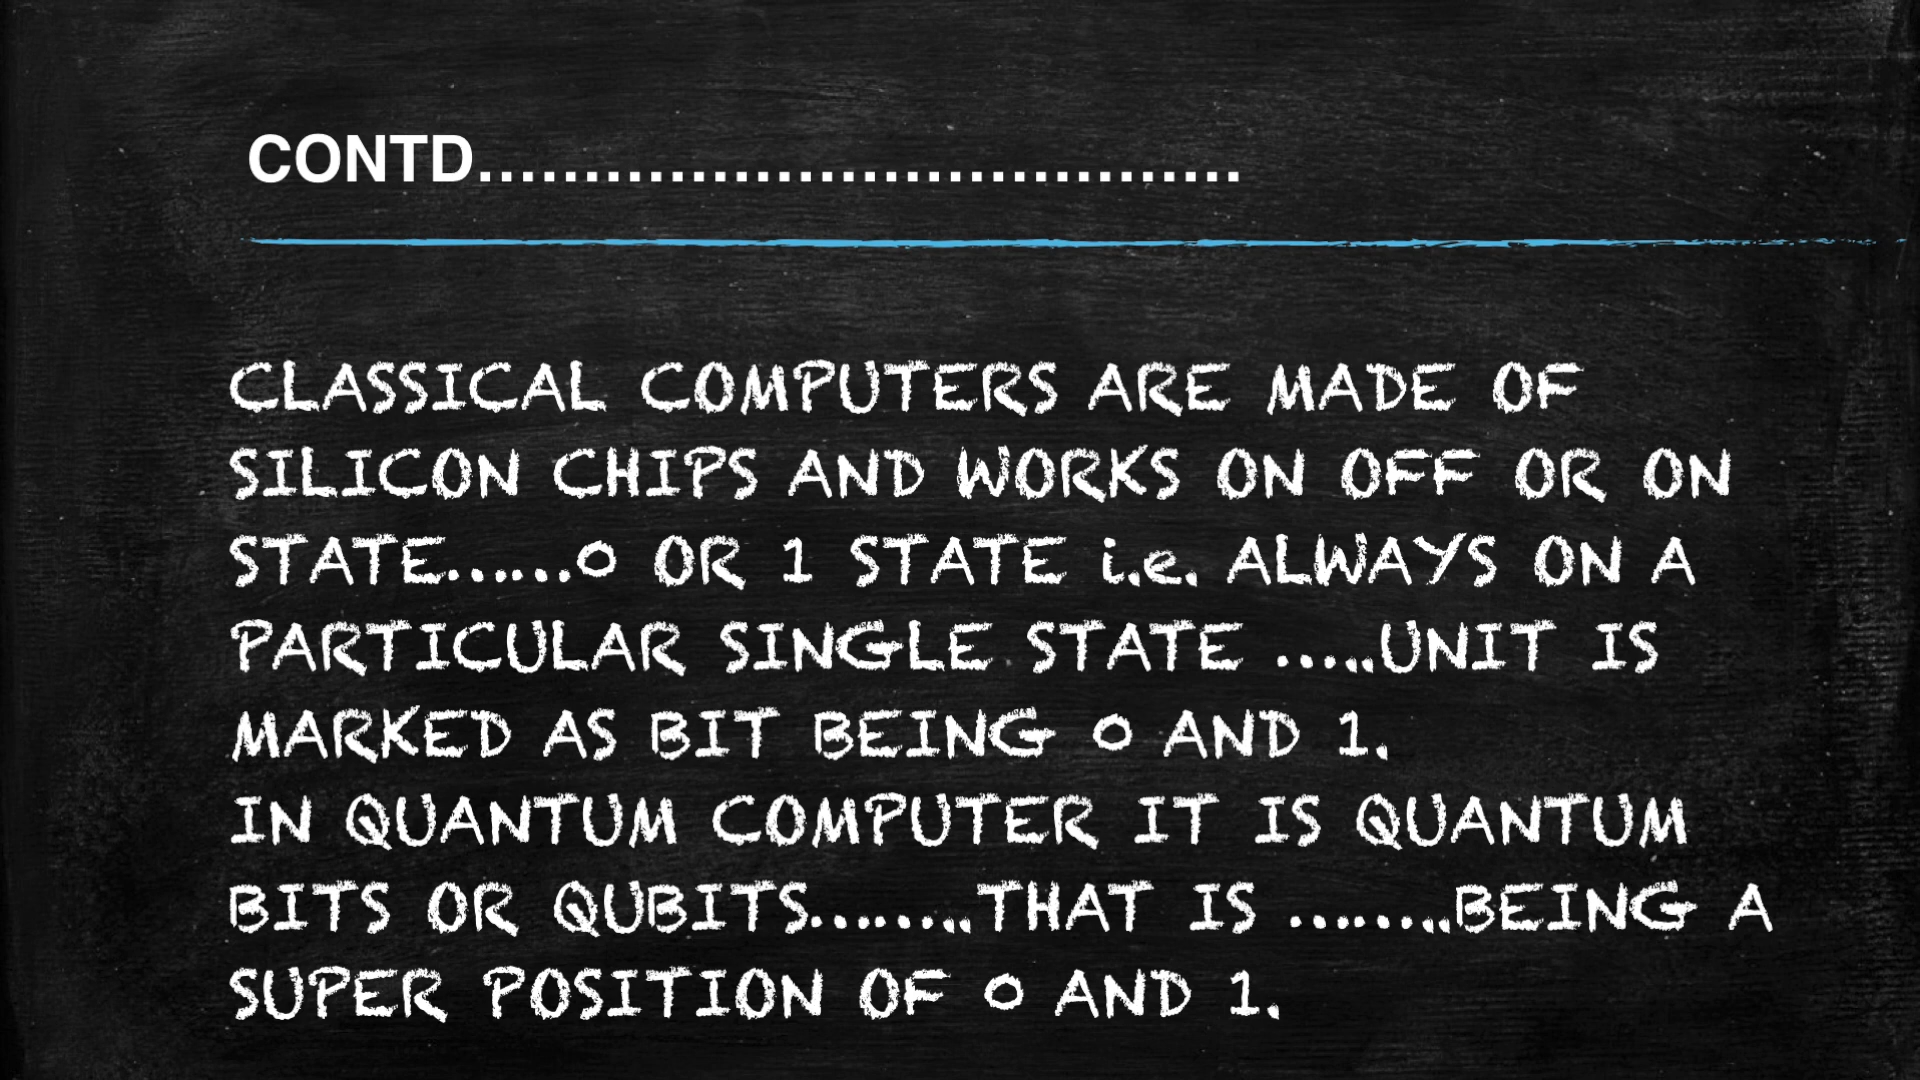 CONTD....................................
CLASSICAL COMPUTERS ARE MADE OF
SILICON CHIPS AND WORKS ON OFF OR ON
STATE......0 OR 1 STATE i.e. ALWAYS ON A
PARTICULAR SINGLE STATE .....UNIT IS
MARKED AS BIT BEING 0 AND 1.
IN QUANTUM COMPUTER IT IS QUANTUM
BITS OR QUBITS........THAT IS ........BEING A
SUPER POSITION OF 0 AND 1.